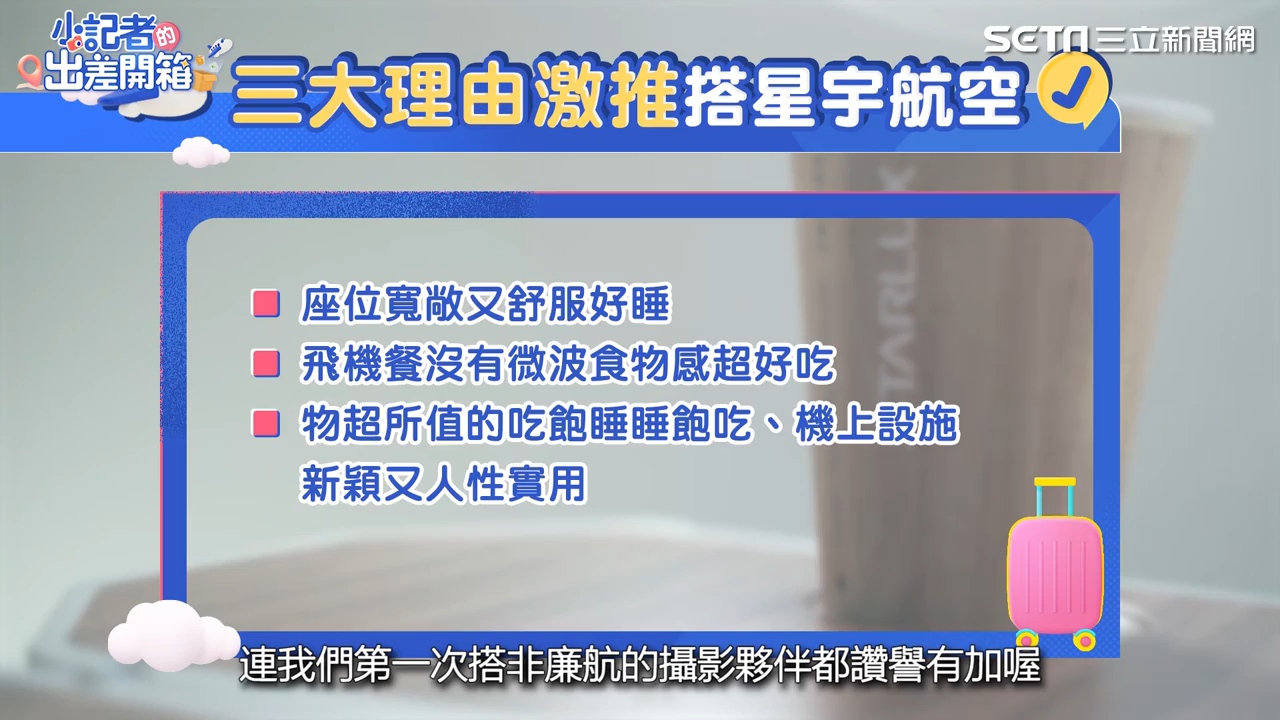 小記者的
出差開箱
SETN三立新聞網
三大理由激推搭星宇航空
STARLUX
座位寬敞又舒服好睡
飛機餐沒有微波食物感超好吃
物超所值的吃飽睡睡飽吃、機上設施
新穎又人性實用
連我們第一次搭非廉航的攝影夥伴都讚譽有加喔